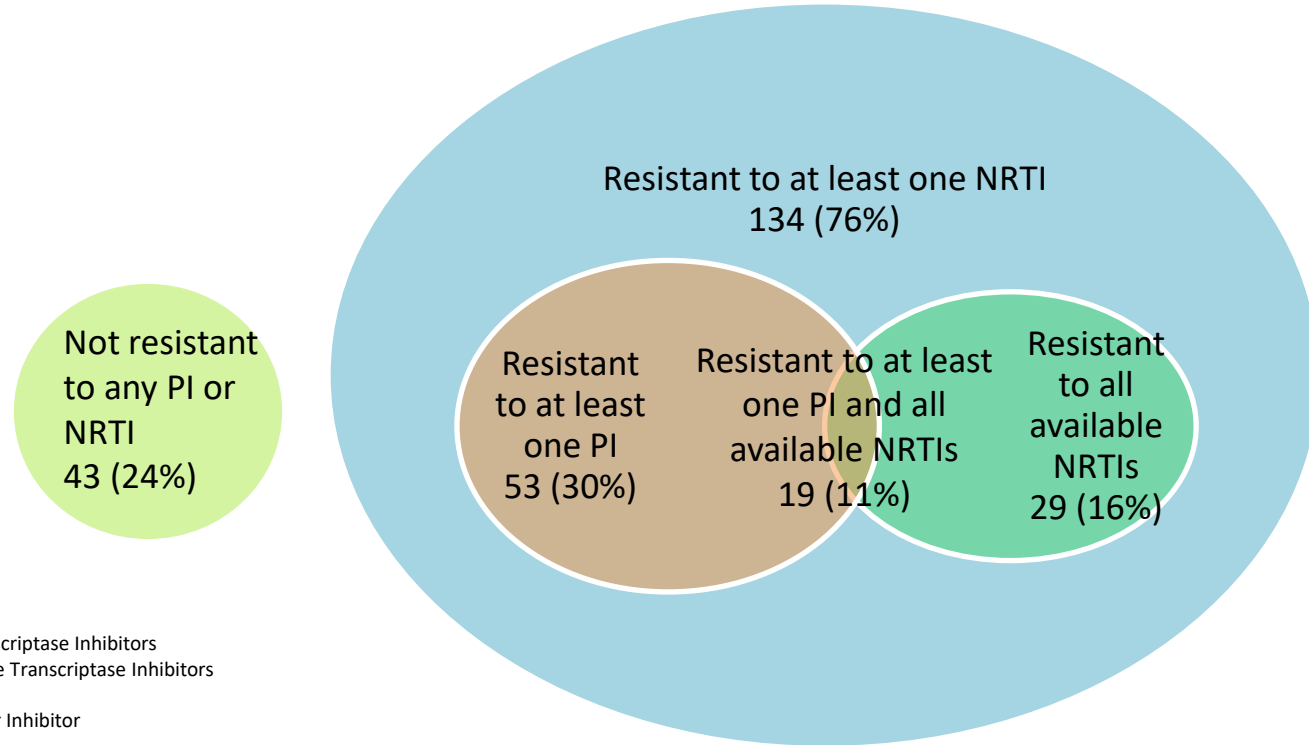 Resistant to at least one NRTI
134 (76%)
Not resistant
to any PI or
NRTI
43 (24%)
Resistant
to at least
one PI
53 (30%)
Resistant to at least
one PI and all
available NRTIs
19 (11%)
Resistant
to all
available
NRTIs
29 (16%)
criptase Inhibitors
e Transcriptase Inhibitors
r Inhibitor